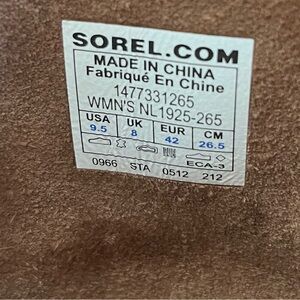 SOREL.COM
MADE IN CHINA
Fabriqué En Chine
1477331265
WMN'S NL1925-265
USA UK EUR CM
9.5 8 42 26.5
ECA-3
0966 STA 0512 212